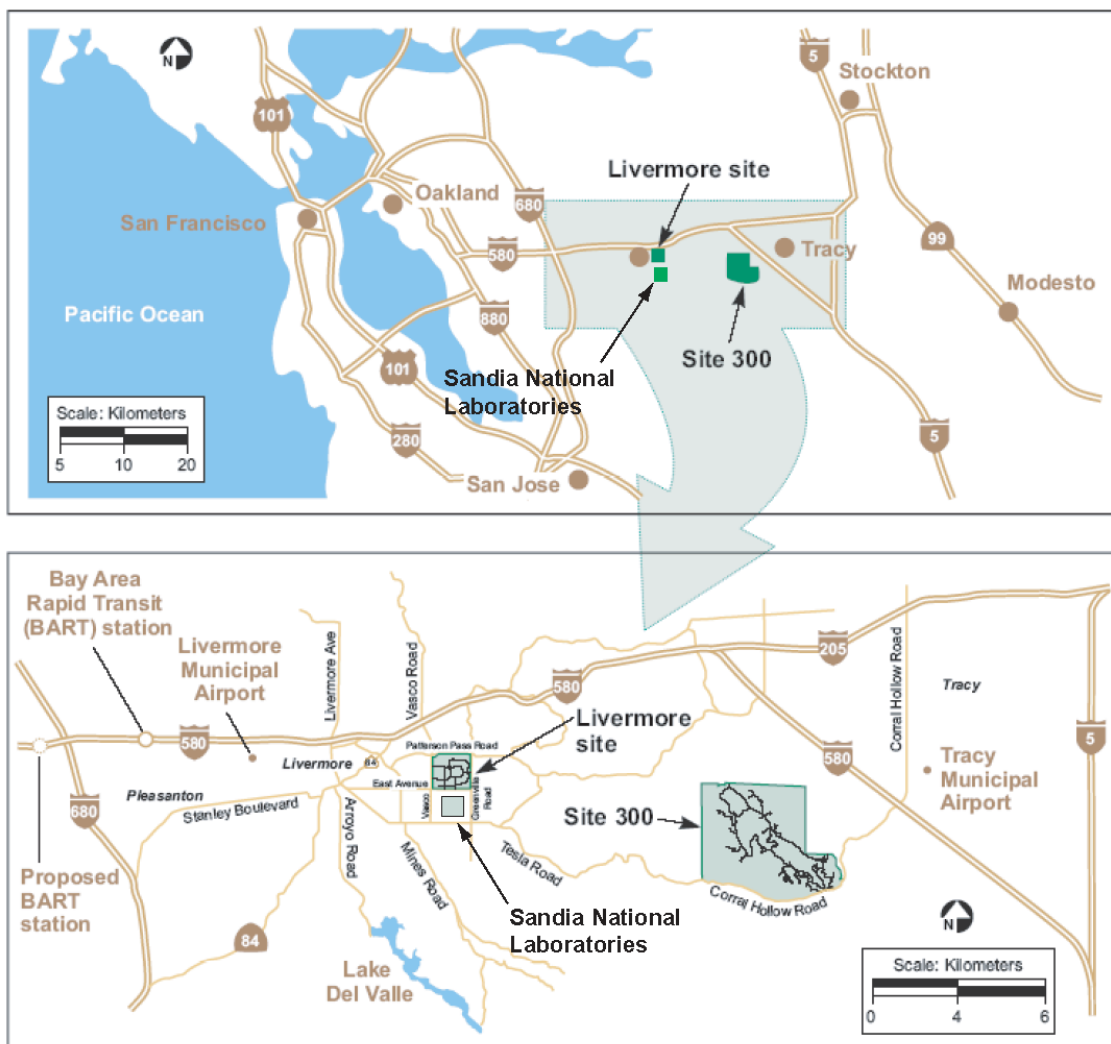 N
5
Stockton
101
Livermore site
Oakland
680
San Francisco
580
Tracy
99
Modesto
Pacific Ocean
880
Site 300
101
Sandia National
Laboratories
Scale: Kilometers
5 10 20
280
5
San Jose
Bay Area
Rapid Transit
(BART) station
Livermore
Municipal
Airport
Livermore Ave
Vasco Road
205
Corral Hollow Road
Tracy
580
Livermore
site
Patterson Pass Road
580
Livermore
84
5
580
Tracy
Municipal
Airport
East Avenue
Pleasanton
Stanley Boulevard
Vasco
Greenville
Road
680
Site 300
Arroyo Road
Mines Road
Tesla Road
Corral Hollow Road
Proposed
BART
station
Sandia National
Laboratories
N
84
Lake
Del Valle
Scale: Kilometers
0 4 6